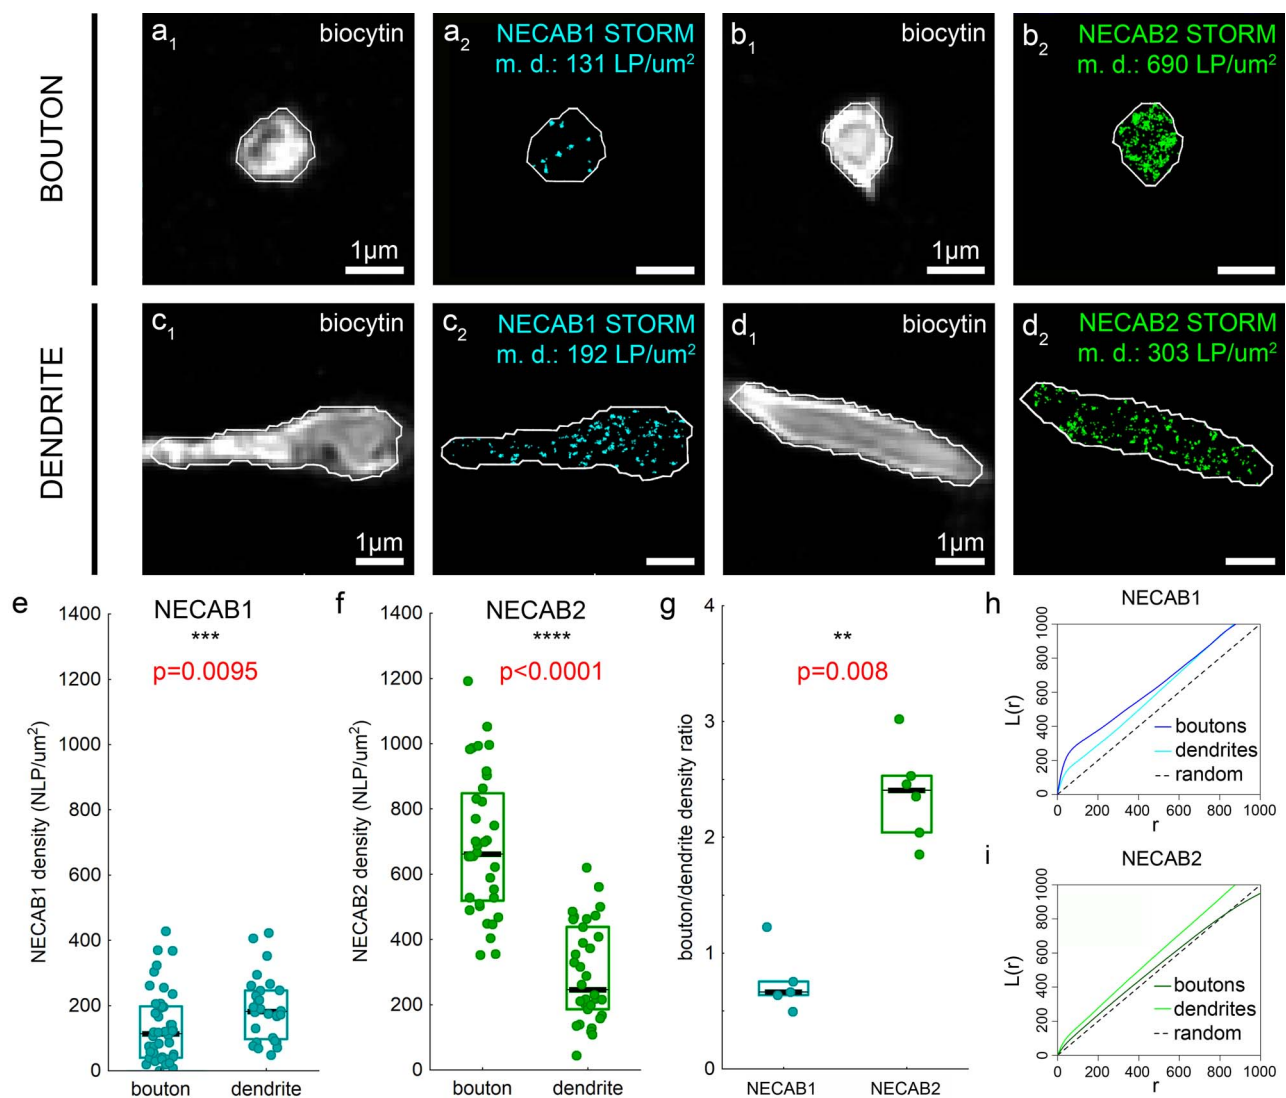 BOUTON
a1
biocytin
1µm
a2
NECAB1 STORM
m. d.: 131 LP/um²
b1
biocytin
1µm
b2
NECAB2 STORM
m. d.: 690 LP/um²
DENDRITE
c1
biocytin
1µm
c2
NECAB1 STORM
m. d.: 192 LP/um²
d1
biocytin
d2
NECAB2 STORM
m. d.: 303 LP/um²
e
NECAB1
***
p=0.0095
NECAB1 density (NLP/um²)
1400
1200
1000
800
600
400
200
0
bouton
dendrite
f
NECAB2
****
p<0.0001
NECAB2 density (NLP/um²)
1400
1200
1000
800
600
400
200
0
bouton
dendrite
g
**
p=0.008
bouton/dendrite density ratio
4
3
2
1
0
NECAB1
NECAB2
h
NECAB1
L(r)
1000
800
600
400
200
0
boutons
dendrites
random
200
400
600
800
1000
r
i
NECAB2
L(r)
1000
800
600
400
200
0
boutons
dendrites
random
0
200
400
600
800
1000
r